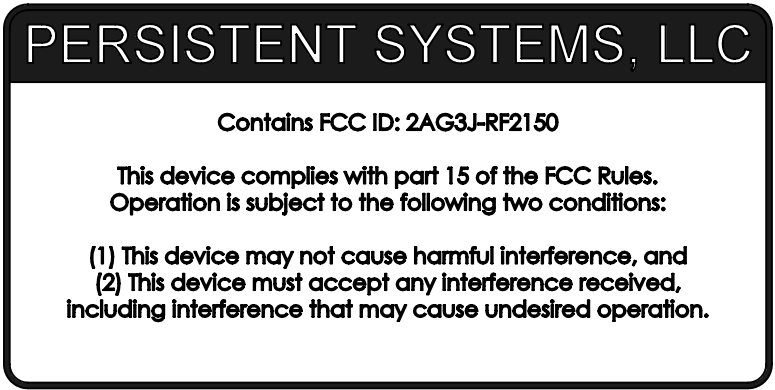 PERSISTENT SYSTEMS, LLC
Contains FCC ID: 2AG3J-RF2150
This device complies with part 15 of the FCC Rules.
Operation is subject to the following two conditions:
(1) This device may not cause harmful interference, and
(2) This device must accept any interference received,
including interference that may cause undesired operation.